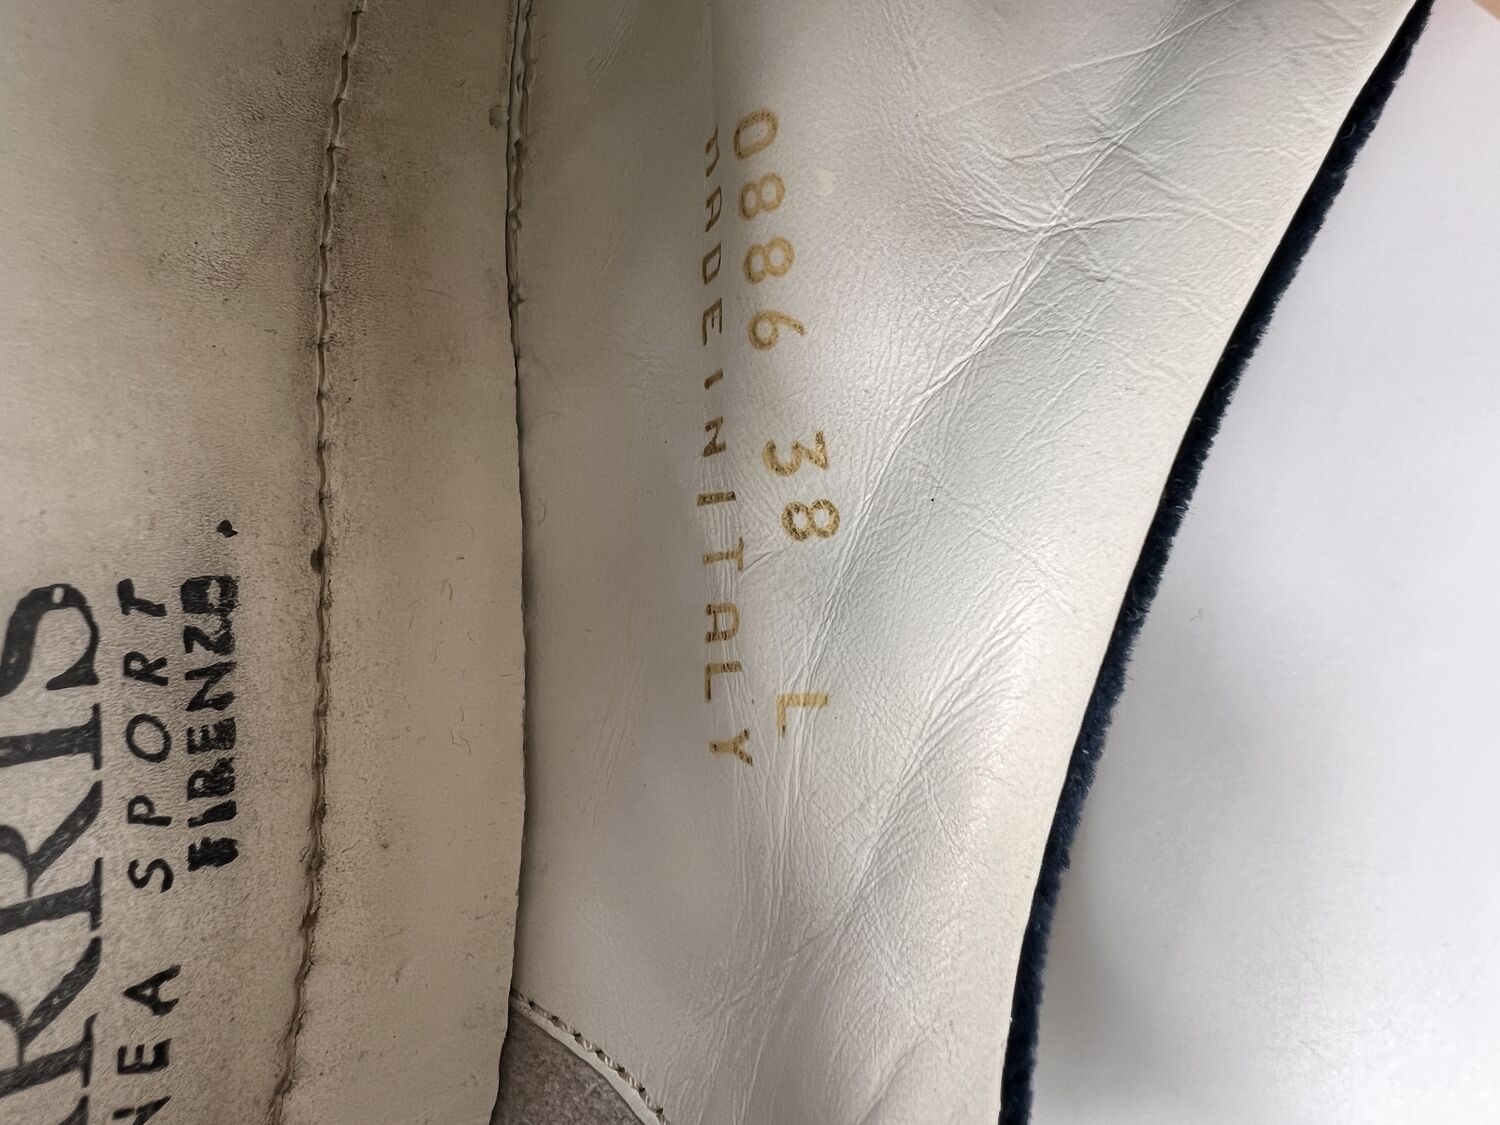 RRIS
NEA SPORT
FIRENZE.
0886 38 L
MADE IN ITALY